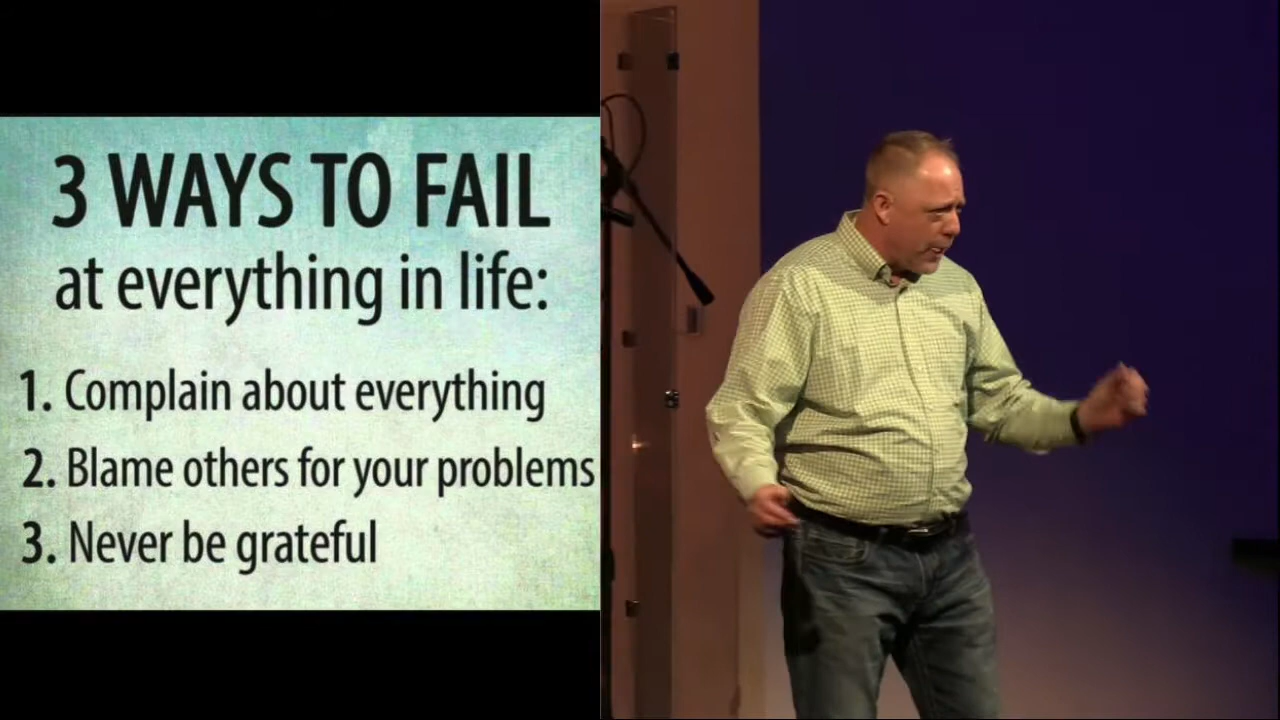 3 WAYS TO FAIL
at everything in life:
1. Complain about everything
2. Blame others for your problems
3. Never be grateful